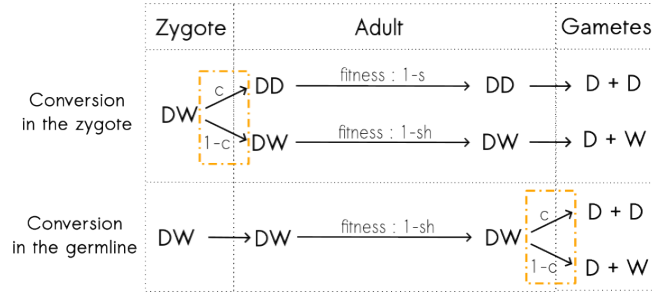 Zygote Adult Gametes
Conversion
in the zygote
DW
c
1-c
DD fitness : 1-s DD D + D
DW fitness : 1-sh DW D + W
Conversion
in the germline
DW DW fitness : 1-sh DW
c
1-c
D + D
D + W